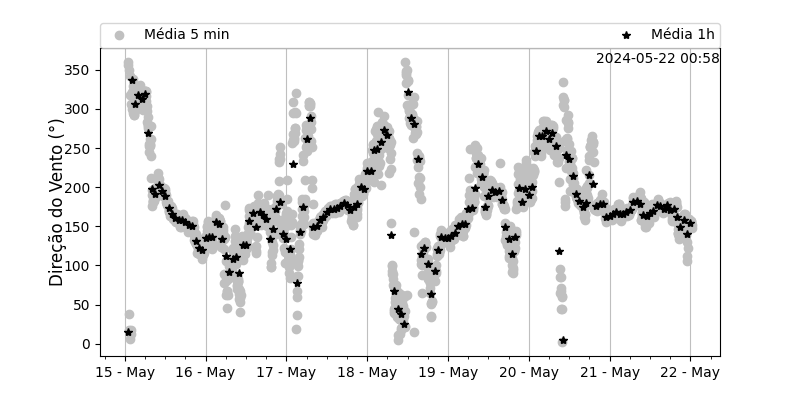 Média 5 min
Média 1h
2024-05-22 00:58
Direção do Vento (°)
350
300
250
200
150
100
50
0
15 - May
16 - May
17 - May
18 - May
19 - May
20 - May
21 - May
22 - May